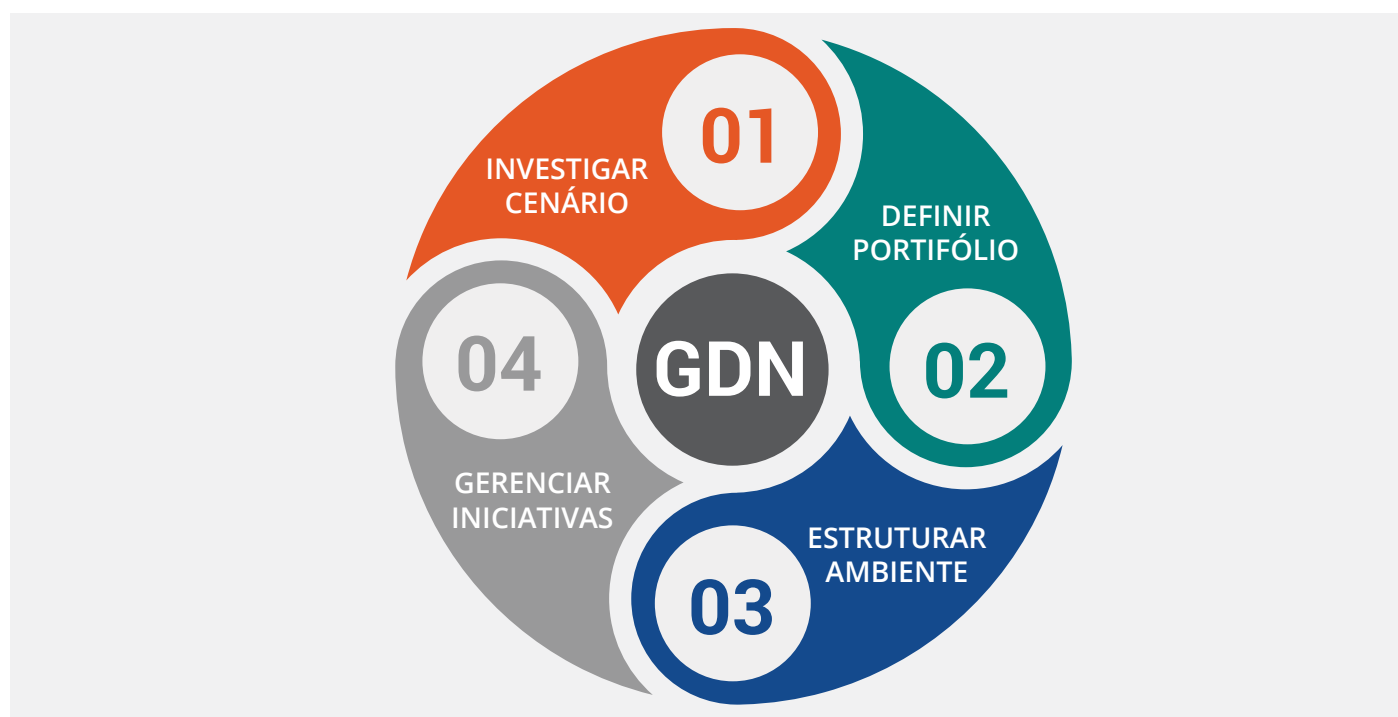 01
INVESTIGAR
CENÁRIO
DEFINIR
PORTIFÓLIO
02
ESTRUTURAR
AMBIENTE
03
04
GERENCIAR
INICIATIVAS
GDN